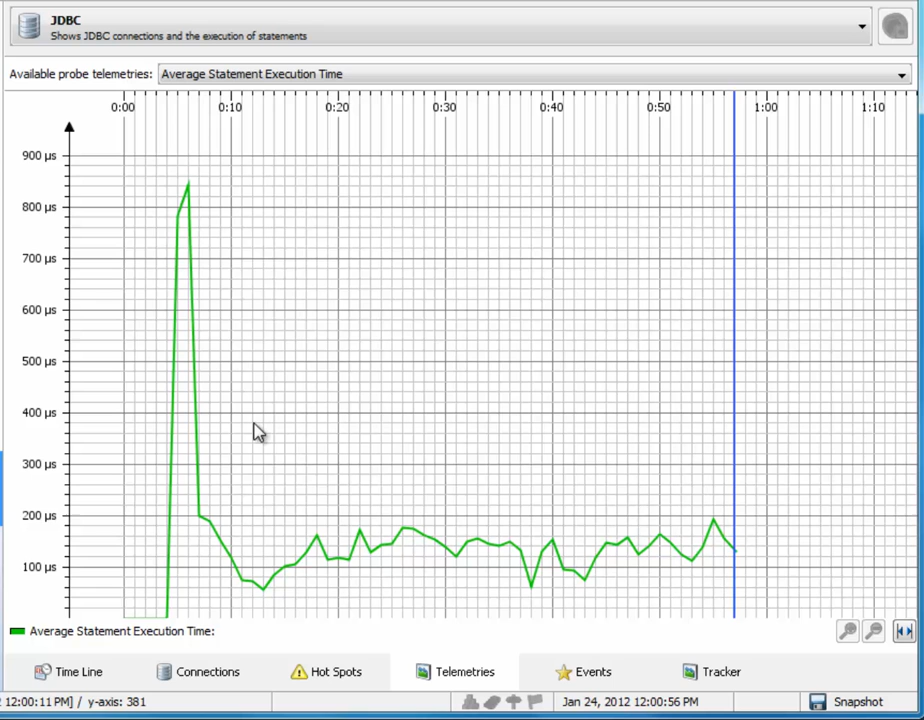 JDBC
Shows JDBC connections and the execution of statements
Available probe telemetries: Average Statement Execution Time
0:00 0:10 0:20 0:30 0:40 0:50 1:00 1:10
900 µs
800 µs
700 µs
600 µs
500 µs
400 µs
300 µs
200 µs
100 µs
Average Statement Execution Time:
Time Line Connections Hot Spots Telemetries Events Tracker
12:00:11 PM] / y-axis: 381 Jan 24, 2012 12:00:56 PM Snapshot